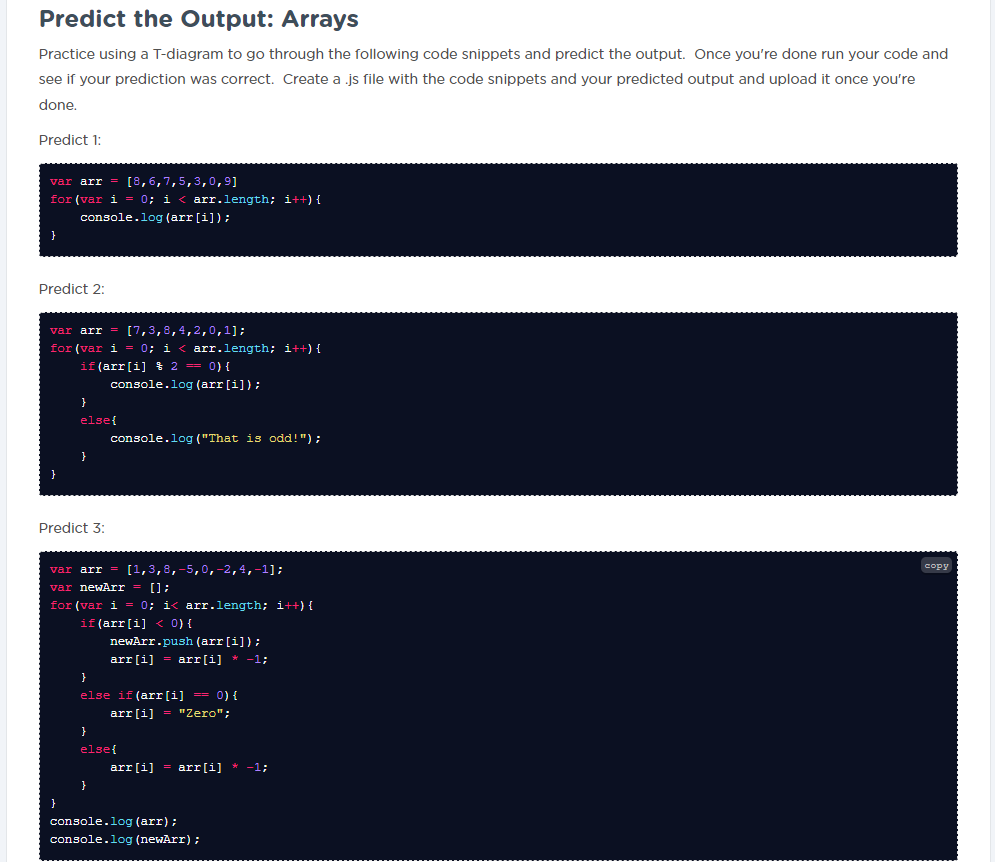 Predict the Output: Arrays
Practice using a T-diagram to go through the following code snippets and predict the output.  Once you're done run your code and
see if your prediction was correct.  Create a .js file with the code snippets and your predicted output and upload it once you're
done.
Predict 1:
var arr = [8,6,7,5,3,0,9]
for(var i = 0; i < arr.length; i++){
    console.log(arr[i]);
}
Predict 2:
var arr = [7,3,8,4,2,0,1];
for(var i = 0; i < arr.length; i++){
    if(arr[i] % 2 == 0){
        console.log(arr[i]);
    }
    else{
        console.log("That is odd!");
    }
}
Predict 3:
copy
var arr = [1,3,8,-5,0,-2,4,-1];
var newArr = [];
for(var i = 0; i< arr.length; i++){
    if(arr[i] < 0){
        newArr.push(arr[i]);
        arr[i] = arr[i] * -1;
    }
    else if(arr[i] == 0){
        arr[i] = "Zero";
    }
    else{
        arr[i] = arr[i] * -1;
    }
}
console.log(arr);
console.log(newArr);